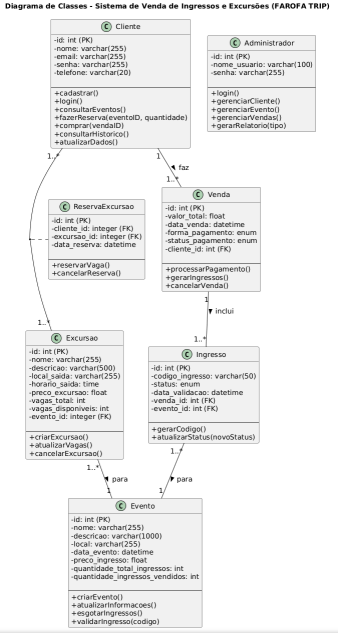 Diagrama de Classes - Sistema de Venda de Ingressos e Excursões (FAROFA TRIP)
C Cliente
-id: int (PK)
-nome: varchar(255)
-email: varchar(255)
-senha: varchar(255)
-telefone: varchar(20)
+cadastrar()
+login()
+consultarEventos()
+fazerReserva(eventoID, quantidade)
+comprar(vendaID)
+consultarHistorico()
+atualizarDados()
C Administrador
-id: int (PK)
-nome_usuario: varchar(100)
-senha: varchar(255)
+login()
+gerenciarCliente()
+gerenciarEvento()
+gerenciarVendas()
+gerarRelatorio(tipo)
1..*
1
faz
1..*
C ReservaExcursao
-id: int (PK)
-cliente_id: integer (FK)
-excursao_id: integer (FK)
-data_reserva: datetime
+reservarVaga()
+cancelarReserva()
C Venda
-id: int (PK)
-valor_total: float
-data_venda: datetime
-forma_pagamento: enum
-status_pagamento: enum
-cliente_id: int (FK)
+processarPagamento()
+gerarIngressos()
+cancelarVenda()
1
inclui
1..*
1..*
C Excursao
-id: int (PK)
-nome: varchar(255)
-descricao: varchar(500)
-local_saida: varchar(255)
-horario_saida: time
-preco_excursao: float
-vagas_total: int
-vagas_disponiveis: int
-evento_id: integer (FK)
+criarExcursao()
+atualizarVagas()
+cancelarExcursao()
C Ingresso
-id: int (PK)
-codigo_ingresso: varchar(50)
-status: enum
-data_validacao: datetime
-venda_id: int (FK)
-evento_id: int (FK)
+gerarCodigo()
+atualizarStatus(novoStatus)
1..*
1..*
para
para
1
1
C Evento
-id: int (PK)
-nome: varchar(255)
-descricao: varchar(1000)
-local: varchar(255)
-data_evento: datetime
-preco_ingresso: float
-quantidade_total_ingressos: int
-quantidade_ingressos_vendidos: int
+criarEvento()
+atualizarInformacoes()
+esgotarIngressos()
+validarIngresso(codigo)